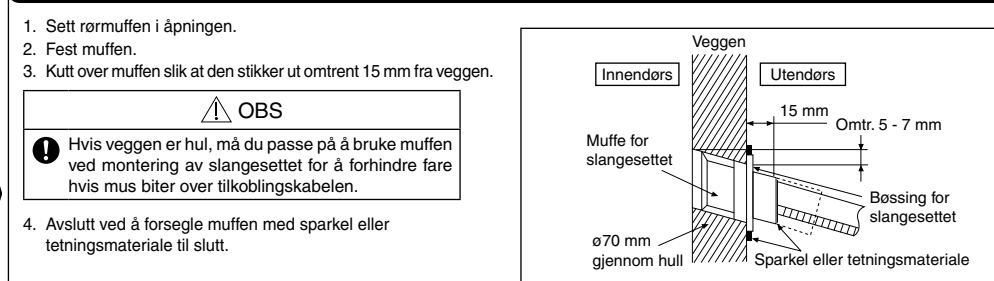 1. Sett rørmuffen i åpningen.
2. Fest muffen.
3. Kutt over muffen slik at den stikker ut omtrent 15 mm fra veggen.
OBS
Hvis veggen er hul, må du passe på å bruke muffen
ved montering av slangesettet for å forhindre fare
hvis mus biter over tilkoblingskabelen.
4. Avslutt ved å forsegle muffen med sparkel eller
tetningsmateriale til slutt.
Veggen
Innendørs
Utendørs
15 mm
Omtr. 5 - 7 mm
Muffe for
slangesettet
Bøssing for
slangesettet
ø70 mm
gjennom hull
Sparkel eller tetningsmateriale